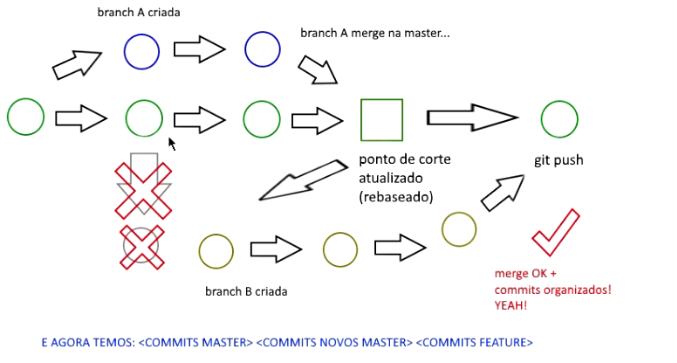 branch A criada
branch A merge na master...
ponto de corte
atualizado
(rebaseado)
git push
branch B criada
merge OK +
commits organizados!
YEAH!
E AGORA TEMOS: <COMMITS MASTER> <COMMITS NOVOS MASTER> <COMMITS FEATURE>